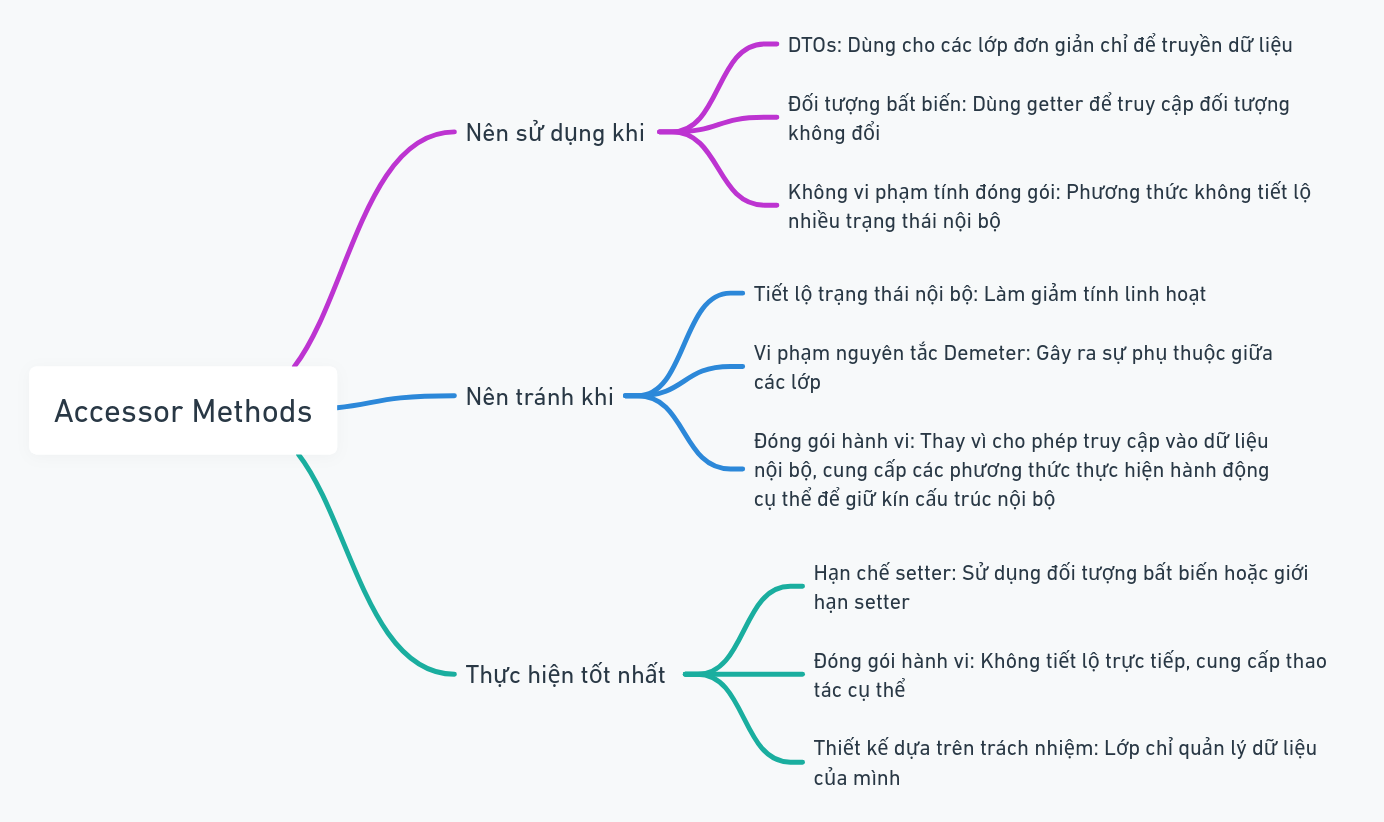 Accessor Methods
Nên sử dụng khi
DTOs: Dùng cho các lớp đơn giản chỉ để truyền dữ liệu
Đối tượng bất biến: Dùng getter để truy cập đối tượng
không đổi
Không vi phạm tính đóng gói: Phương thức không tiết lộ
nhiều trạng thái nội bộ
Nên tránh khi
Tiết lộ trạng thái nội bộ: Làm giảm tính linh hoạt
Vi phạm nguyên tắc Demeter: Gây ra sự phụ thuộc giữa
các lớp
Đóng gói hành vi: Thay vì cho phép truy cập vào dữ liệu
nội bộ, cung cấp các phương thức thực hiện hành động
cụ thể để giữ kín cấu trúc nội bộ
Thực hiện tốt nhất
Hạn chế setter: Sử dụng đối tượng bất biến hoặc giới
hạn setter
Đóng gói hành vi: Không tiết lộ trực tiếp, cung cấp thao
tác cụ thể
Thiết kế dựa trên trách nhiệm: Lớp chỉ quản lý dữ liệu
của mình